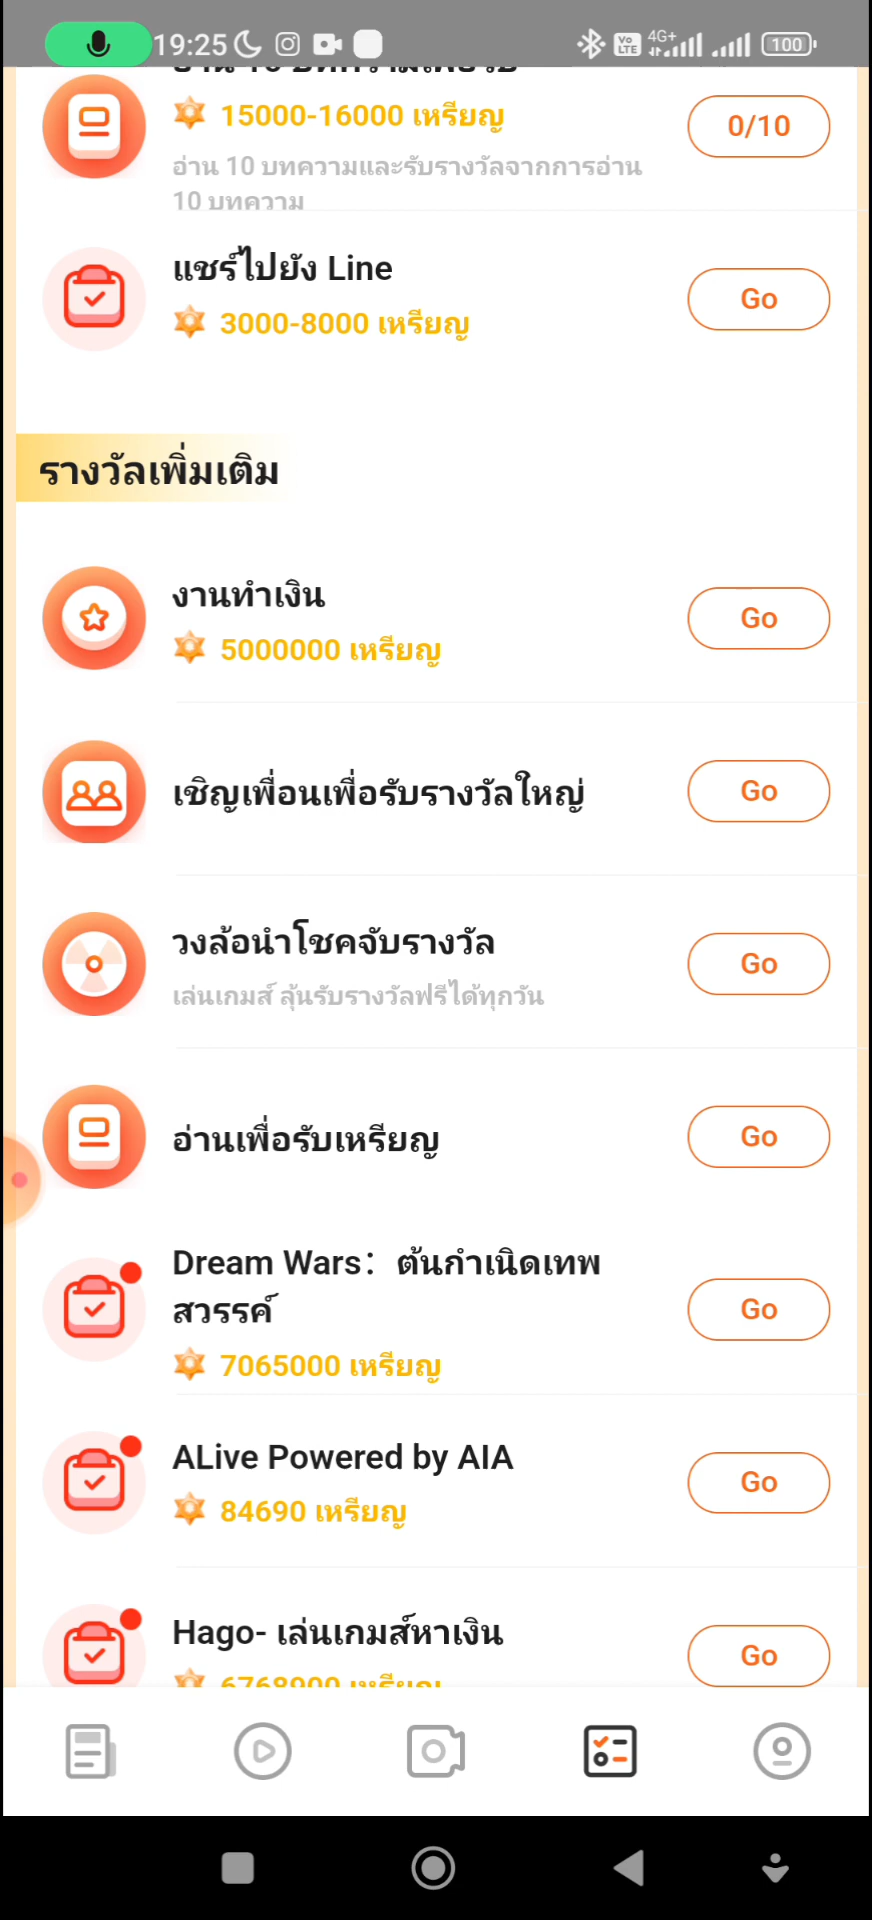 19:25
4G+
Vo LTE
100
15000-16000 เหรียญ
0/10
อ่าน 10 บทความและรับรางวัลจากการอ่าน
10 บทความ
แชร์ไปยัง Line
3000-8000 เหรียญ
Go
รางวัลเพิ่มเติม
งานทำเงิน
5000000 เหรียญ
Go
เชิญเพื่อนเพื่อรับรางวัลใหญ่
Go
วงล้อนำโชคจับรางวัล
เล่นเกมส์ ลุ้นรับรางวัลฟรีได้ทุกวัน
Go
อ่านเพื่อรับเหรียญ
Go
Dream Wars： ต้นกำเนิดเทพ
สวรรค์
7065000 เหรียญ
Go
ALive Powered by AIA
84690 เหรียญ
Go
Hago- เล่นเกมส์หาเงิน
6768900 เหรียญ
Go